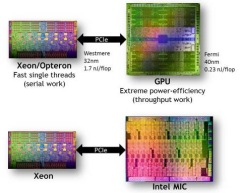 PCIe
Westmere
32nm
1.7 nJ/flop
Fermi
40nm
0.23 nJ/flop
Xeon/Opteron
Fast single threads
(serial work)
GPU
Extreme power-efficiency
(throughput work)
PCIe
Xeon
Intel MIC